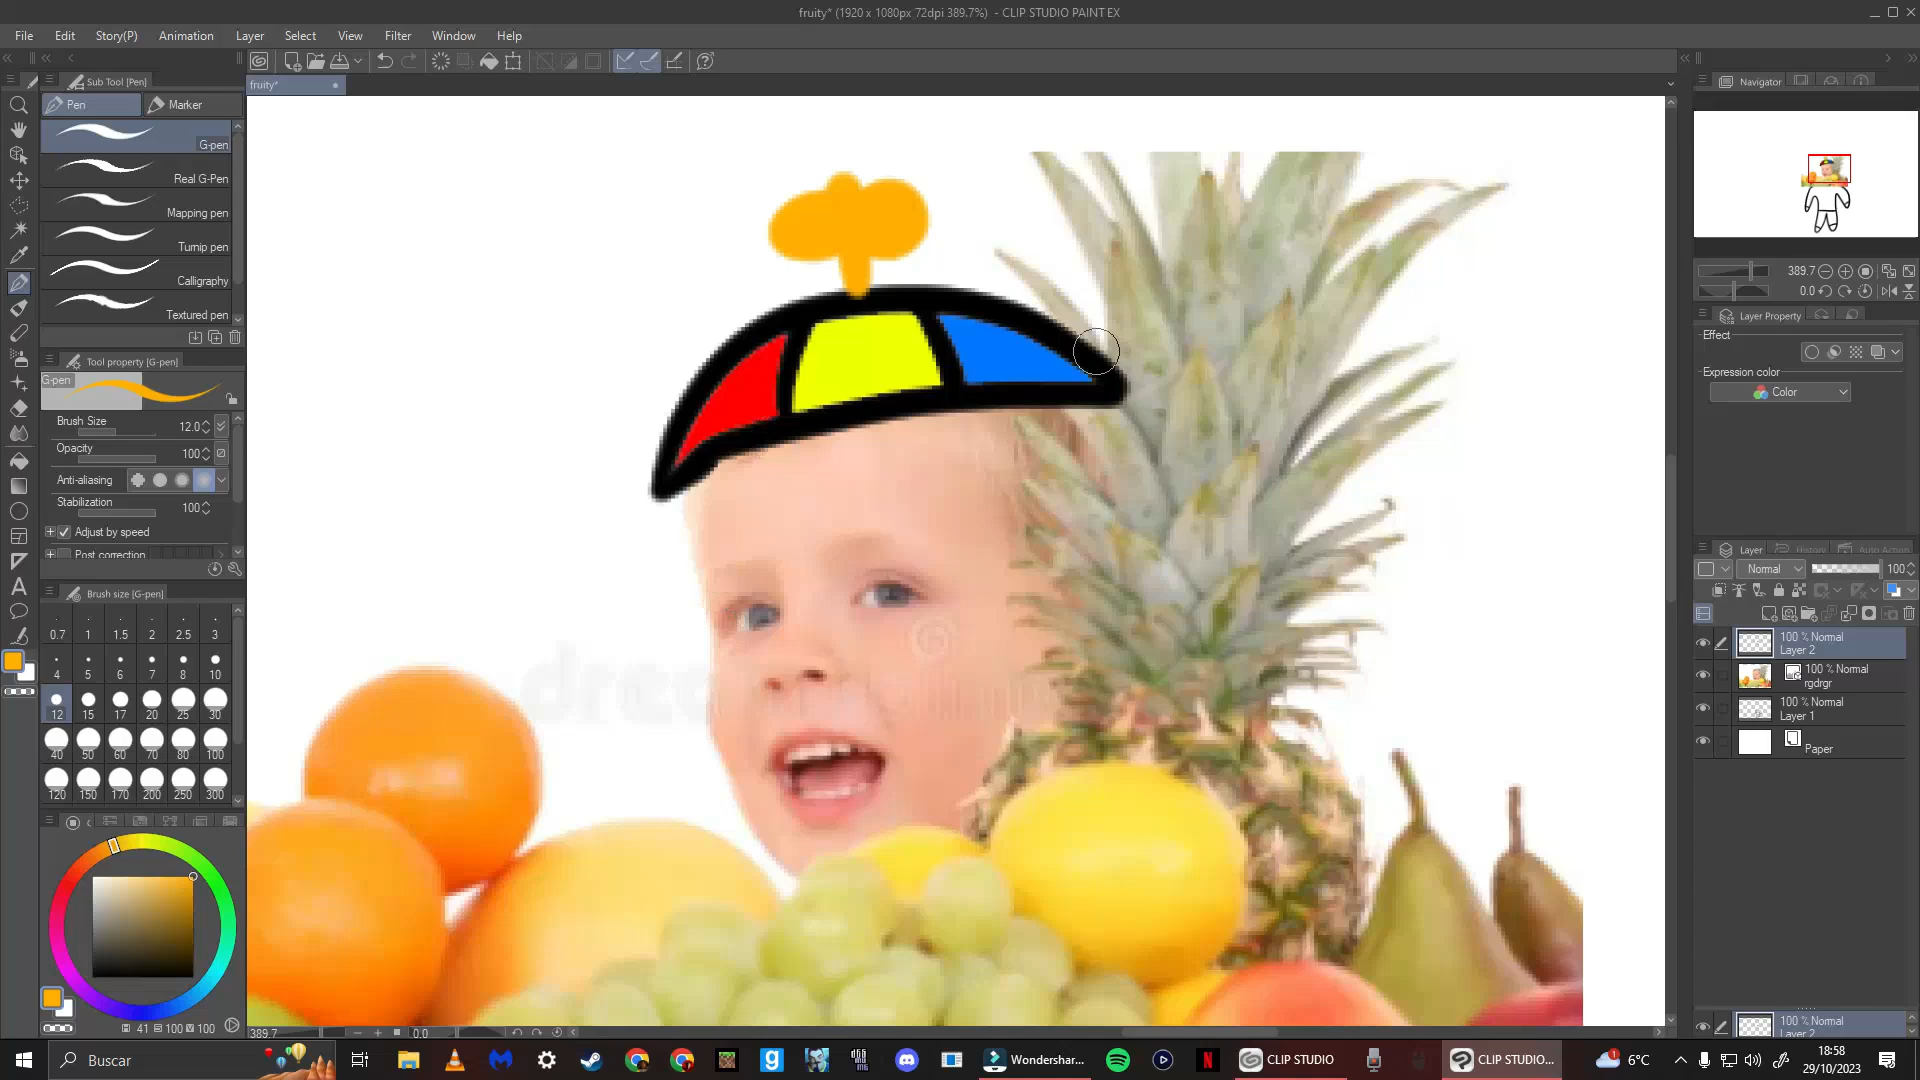 fruity* (1920 x 1080px 72dpi 389.7%) - CLIP STUDIO PAINT EX
File Edit Story(P) Animation Layer Select View Filter Window Help
Sub Tool [Pen]
fruity*
Navigator
Pen Marker
G-pen
Real G-Pen
Mapping pen
Turnip pen
Calligraphy
Textured pen
389.7
0.0
Layer Property
Effect
Expression color
Color
Tool property [G-pen]
G-pen
Brush Size 12.0
Opacity 100
Anti-aliasing
Stabilization 100
Adjust by speed
Post correction
Layer History Auto Action
Normal 100
Brush size [G-pen]
0.7 1 1.5 2 2.5 3
4 5 6 7 8 10
12 15 17 20 25 30
40 50 60 70 80 100
120 150 170 200 250 300
100 % Normal
Layer 2
100 % Normal
rgdrgr
100 % Normal
Layer 1
Paper
100 % Normal
Layer 2
41 100 100
389.7 0.0
Buscar
Wondershar...
CLIP STUDIO
CLIP STUDIO...
6°C
18:58
29/10/2023